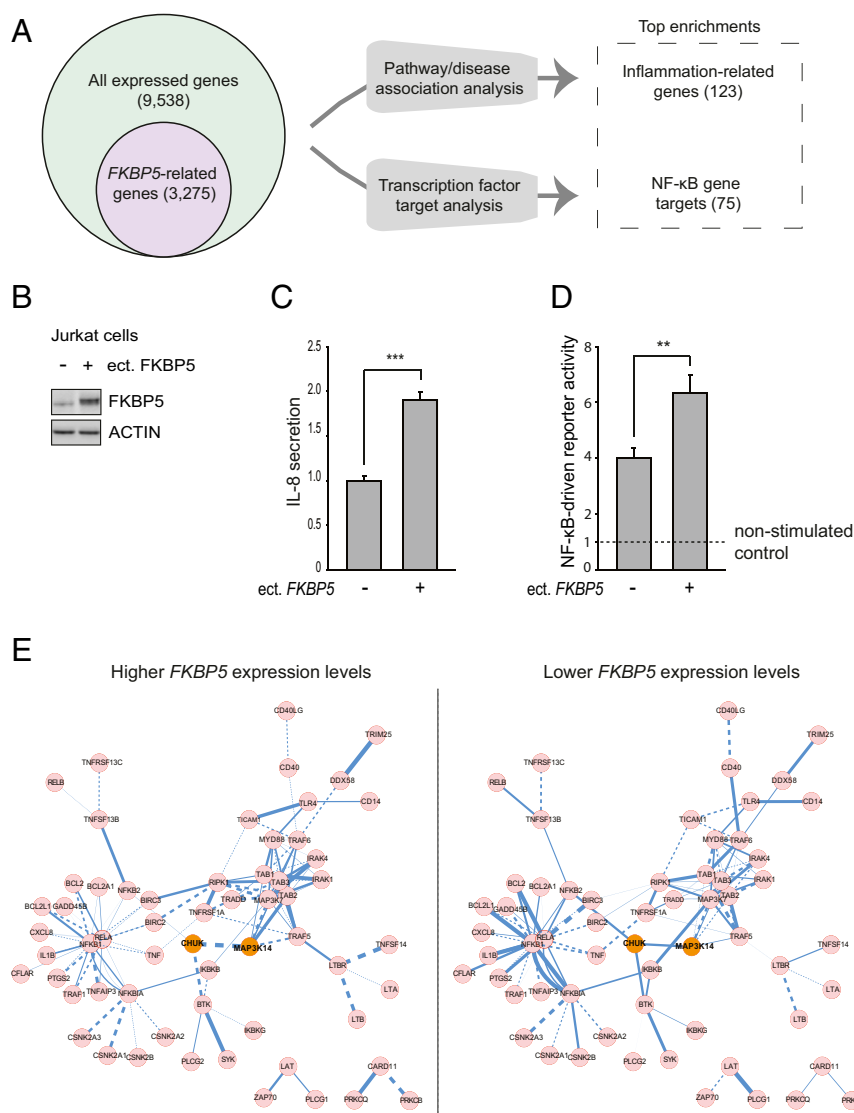 A
All expressed genes
(9,538)
FKBP5-related
genes (3,275)
Pathway/disease
association analysis
Transcription factor
target analysis
Top enrichments
Inflammation-related
genes (123)
NF-κB gene
targets (75)
B
Jurkat cells
- + ect. FKBP5
FKBP5
ACTIN
C
IL-8 secretion
2.5
2.0
1.5
1.0
0.5
0
***
ect. FKBP5 - +
D
NF-κB-driven reporter activity
8
6
4
2
1
0
**
non-stimulated
control
ect. FKBP5 - +
E
Higher FKBP5 expression levels
CD40LG
TRIM25
TNFRSF13C
CD40
DDX58
RELB
TLR4
CD14
TNFSF13B
TICAM1
MYD88
TRAF6
IRAK4
BCL2
BCL2A1
NFKB2
RIPK1
TAB1
TAB3
IRAK1
BCL2L1
GADD45B
BIRC3
TRADD
MAP3K7
TAB2
CXCL8
RELA
BIRC2
TNFRSF1A
NFKB1
TRAF5
IL1B
TNF
CHUK
MAP3K14
TNFSF14
CFLAR
PTGS2
IKBKB
LTBR
TRAF1
TNFAIP3
NFKBIA
LTA
BTK
LTB
CSNK2A3
CSNK2A2
IKBKG
CSNK2A1
CSNK2B
PLCG2
SYK
LAT
CARD11
ZAP70
PLCG1
PRKCQ
PRKCB
Lower FKBP5 expression levels
CD40LG
TRIM25
TNFRSF13C
CD40
DDX58
RELB
TLR4
CD14
TNFSF13B
TICAM1
MYD88
TRAF6
IRAK4
BCL2
BCL2A1
NFKB2
RIPK1
TAB1
TAB3
IRAK1
BCL2L1
GADD45B
BIRC3
TRADD
MAP3K7
TAB2
CXCL8
RELA
BIRC2
TNFRSF1A
NFKB1
TRAF5
IL1B
TNF
CHUK
MAP3K14
TNFSF14
CFLAR
PTGS2
IKBKB
LTBR
TRAF1
TNFAIP3
NFKBIA
LTA
BTK
LTB
CSNK2A3
CSNK2A2
IKBKG
CSNK2A1
CSNK2B
PLCG2
SYK
LAT
CARD11
ZAP70
PLCG1
PRKCQ